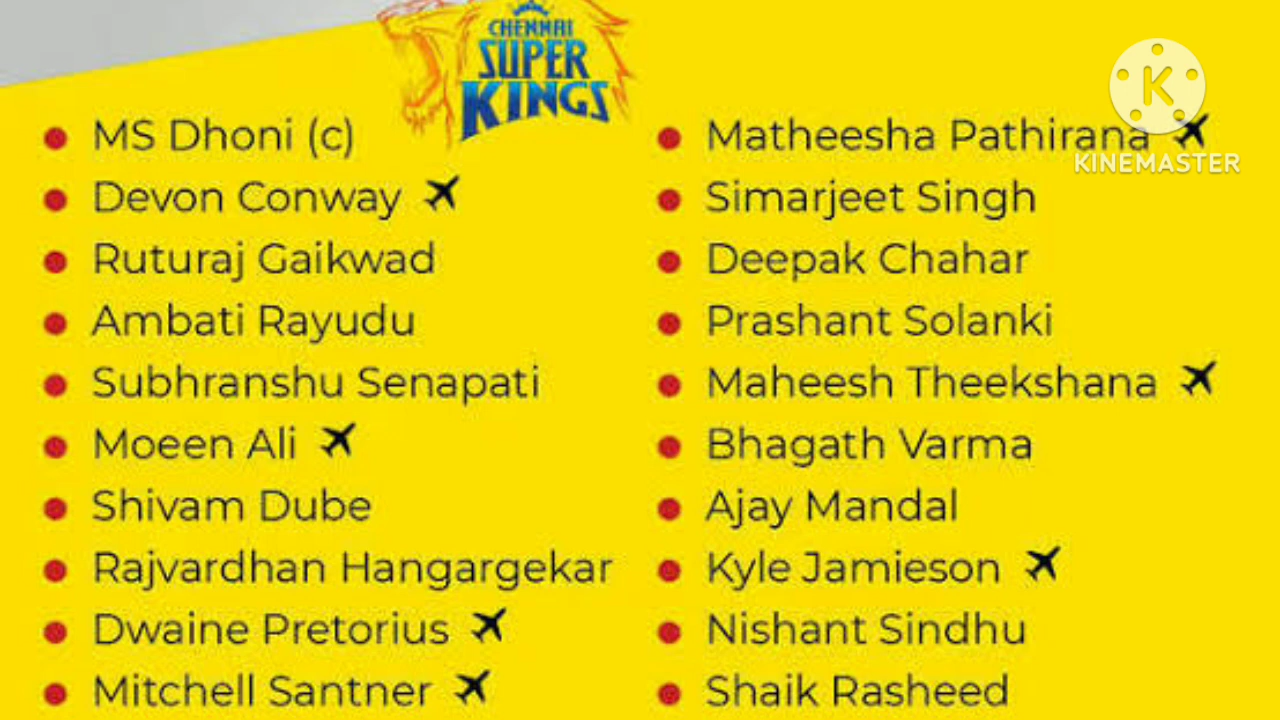 CHENNAI
SUPER
KINGS
MS Dhoni (c)
Devon Conway
Ruturaj Gaikwad
Ambati Rayudu
Subhranshu Senapati
Moeen Ali
Shivam Dube
Rajvardhan Hangargekar
Dwaine Pretorius
Mitchell Santner
Matheesha Pathirana
Simarjeet Singh
Deepak Chahar
Prashant Solanki
Maheesh Theekshana
Bhagath Varma
Ajay Mandal
Kyle Jamieson
Nishant Sindhu
Shaik Rasheed
K
KINEMASTER